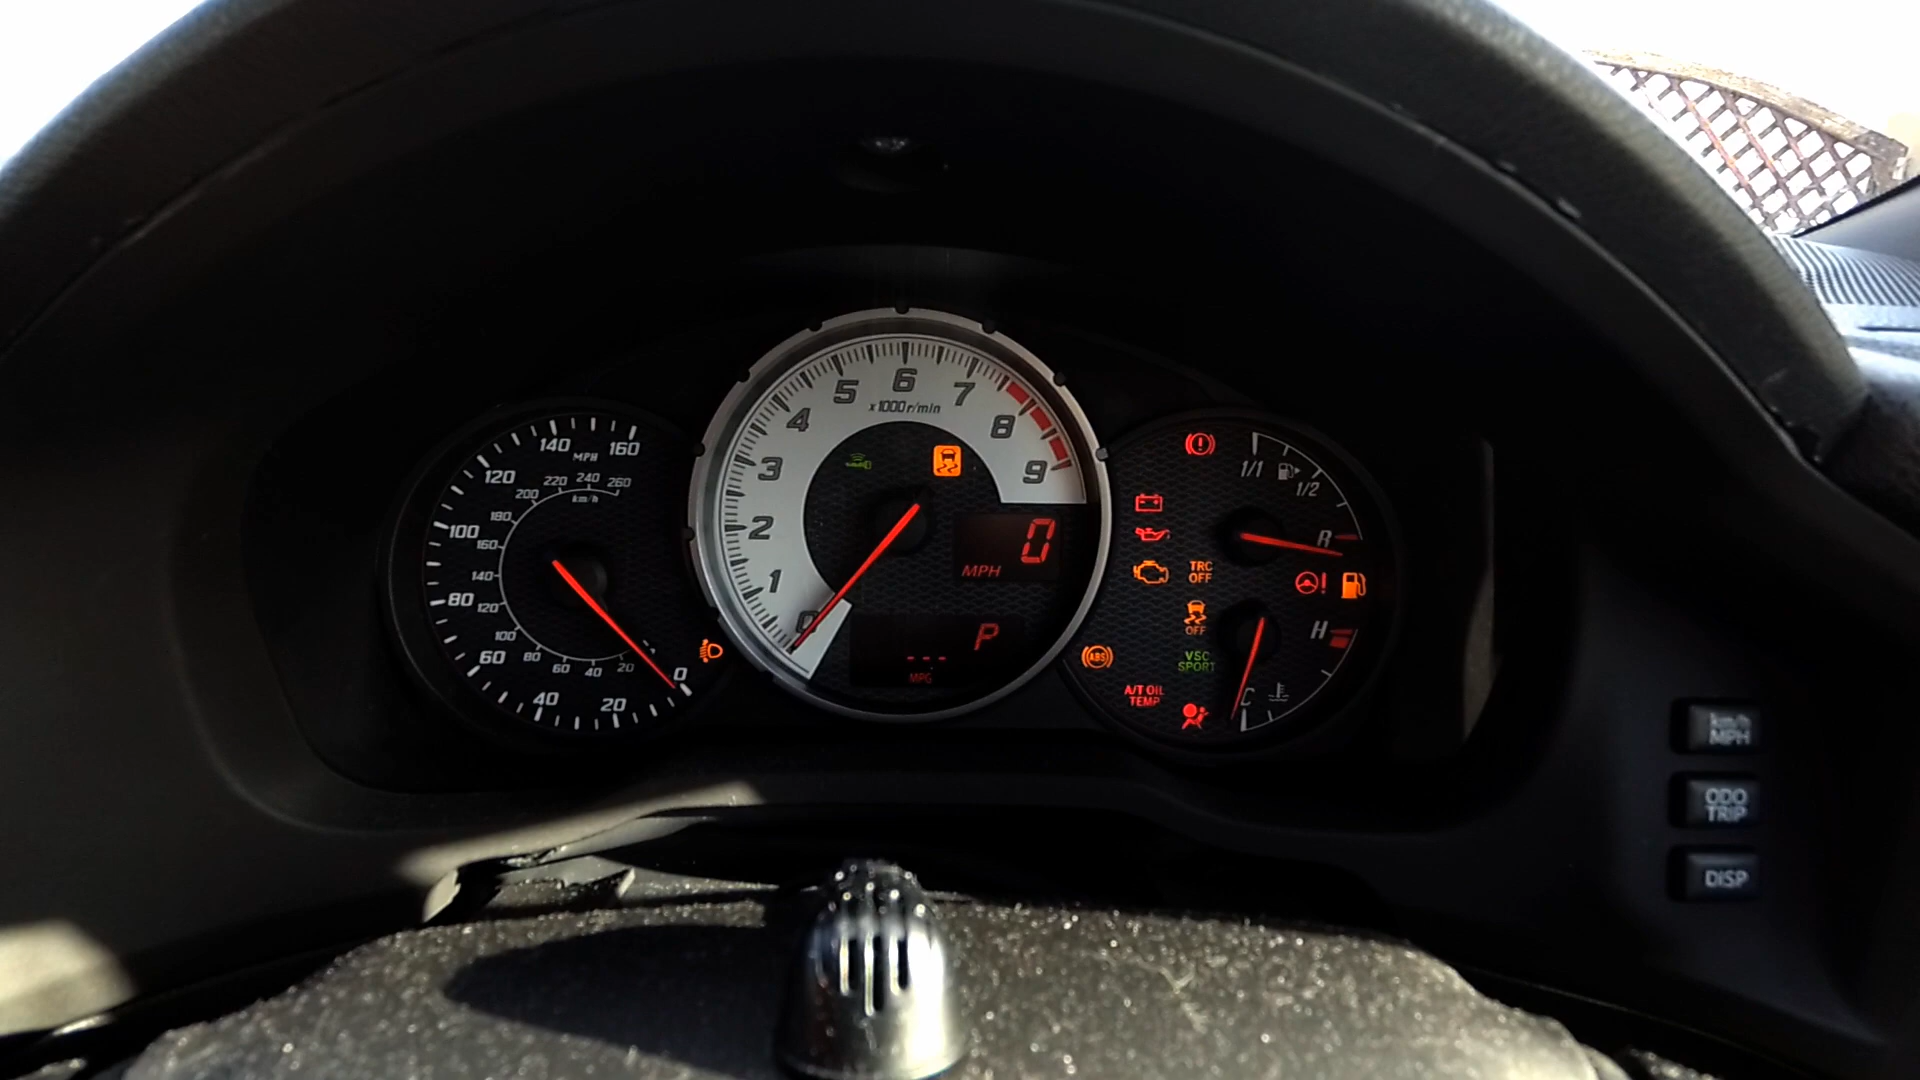 140
MPH
160
120
220
240
260
200
km/h
180
100
160
140
80
120
100
60
80
60
40
20
0
40
20
0
1
2
3
4
5
6
7
8
9
x1000r/min
0
MPH
P
---
MPG
1/1
1/2
R
TRC
OFF
OFF
ABS
VSC
SPORT
A/T OIL
TEMP
H
C
km/h
MPH
ODO
TRIP
DISP